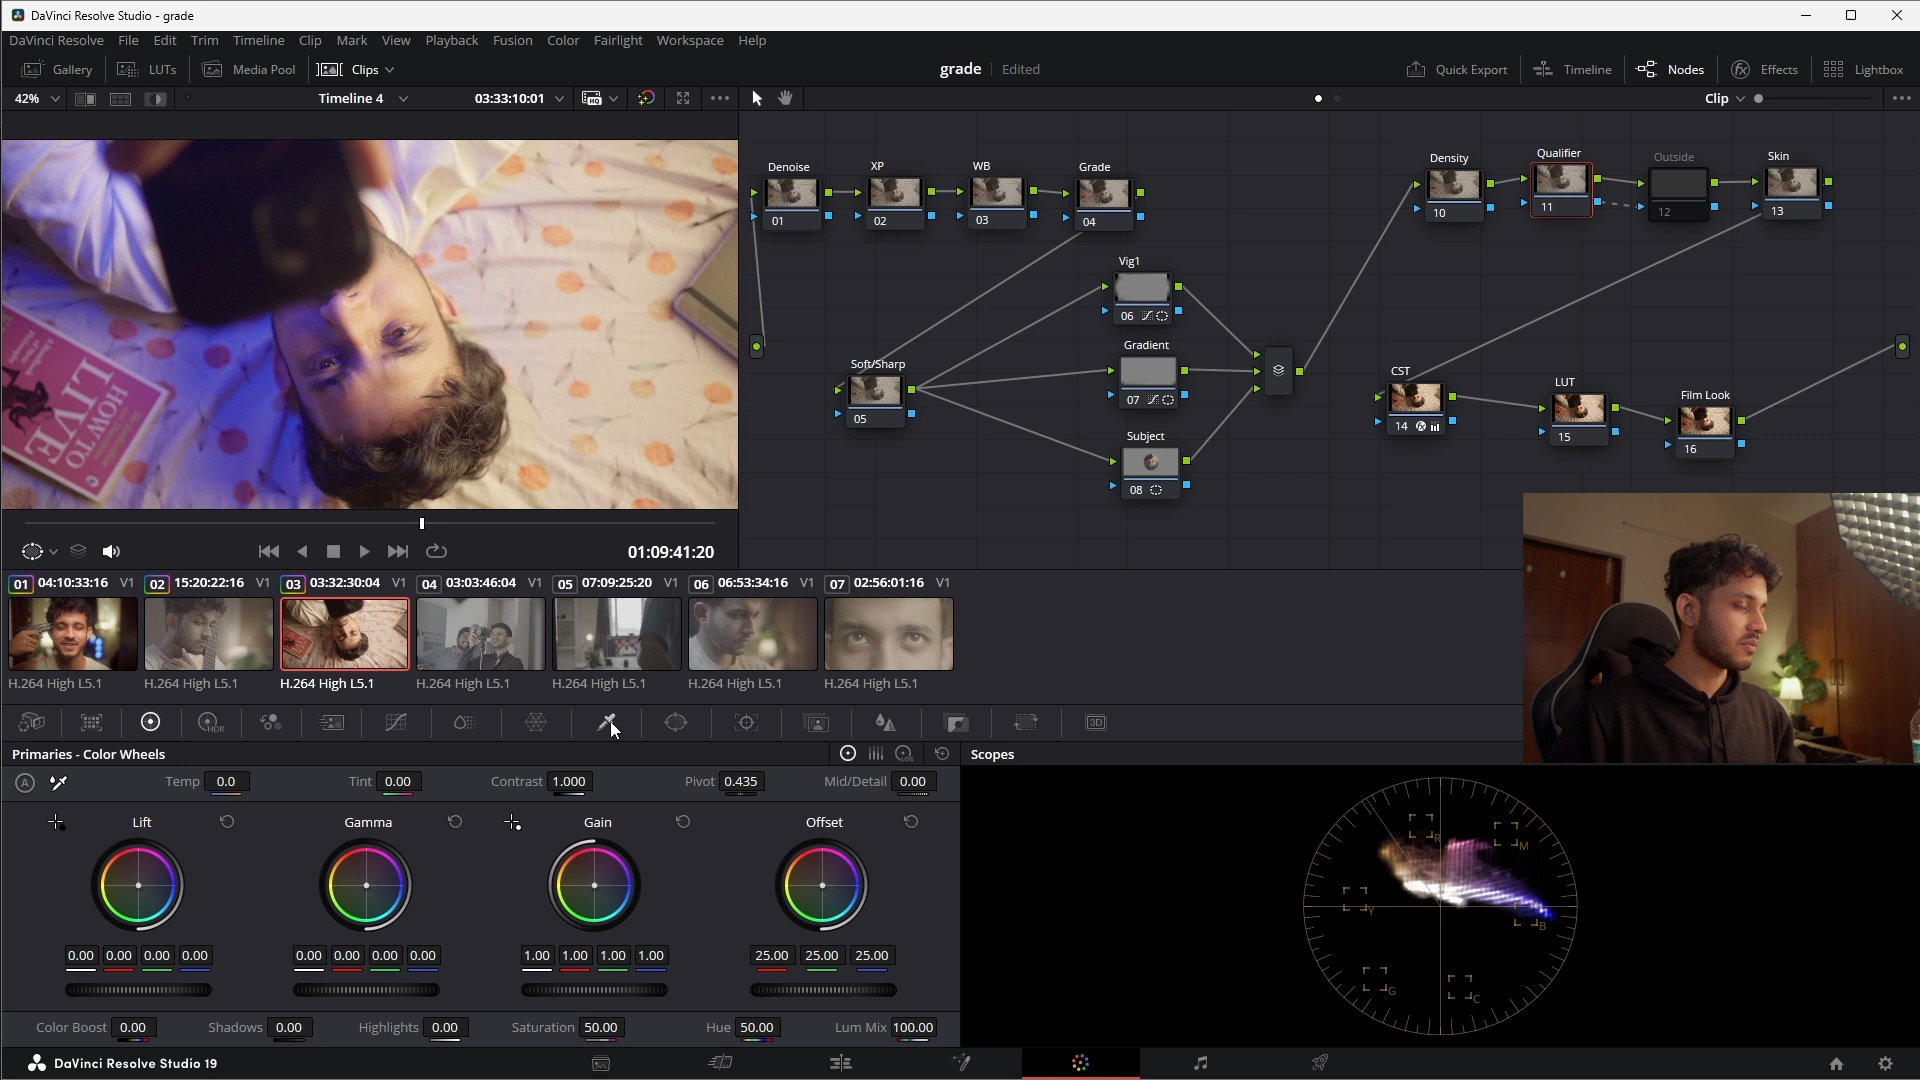 DaVinci Resolve Studio - grade
DaVinci Resolve File Edit Trim Timeline Clip Mark View Playback Fusion Color Fairlight Workspace Help
Gallery LUTs Media Pool Clips grade Edited Quick Export Timeline Nodes Effects Lightbox
42% Timeline 4 03:33:10:01 Clip
Denoise XP WB Grade Density Qualifier Outside Skin
01 02 03 04 10 11 12 13
Vig1
06
Gradient
07
Soft/Sharp
05
Subject
08
CST LUT Film Look
14 15 16
HOW TO
LIVE
01:09:41:20
01 04:10:33:16 V1 02 15:20:22:16 V1 03 03:32:30:04 V1 04 03:03:46:04 V1 05 07:09:25:20 V1 06 06:53:34:16 V1 07 02:56:01:16 V1
H.264 High L5.1 H.264 High L5.1 H.264 High L5.1 H.264 High L5.1 H.264 High L5.1 H.264 High L5.1 H.264 High L5.1
HDR 3D
Primaries - Color Wheels LOG Scopes
A Temp 0.0 Tint 0.00 Contrast 1.000 Pivot 0.435 Mid/Detail 0.00
Lift Gamma Gain Offset
0.00 0.00 0.00 0.00 0.00 0.00 0.00 0.00 1.00 1.00 1.00 1.00 25.00 25.00 25.00
R M Y B G C
Color Boost 0.00 Shadows 0.00 Highlights 0.00 Saturation 50.00 Hue 50.00 Lum Mix 100.00
DaVinci Resolve Studio 19